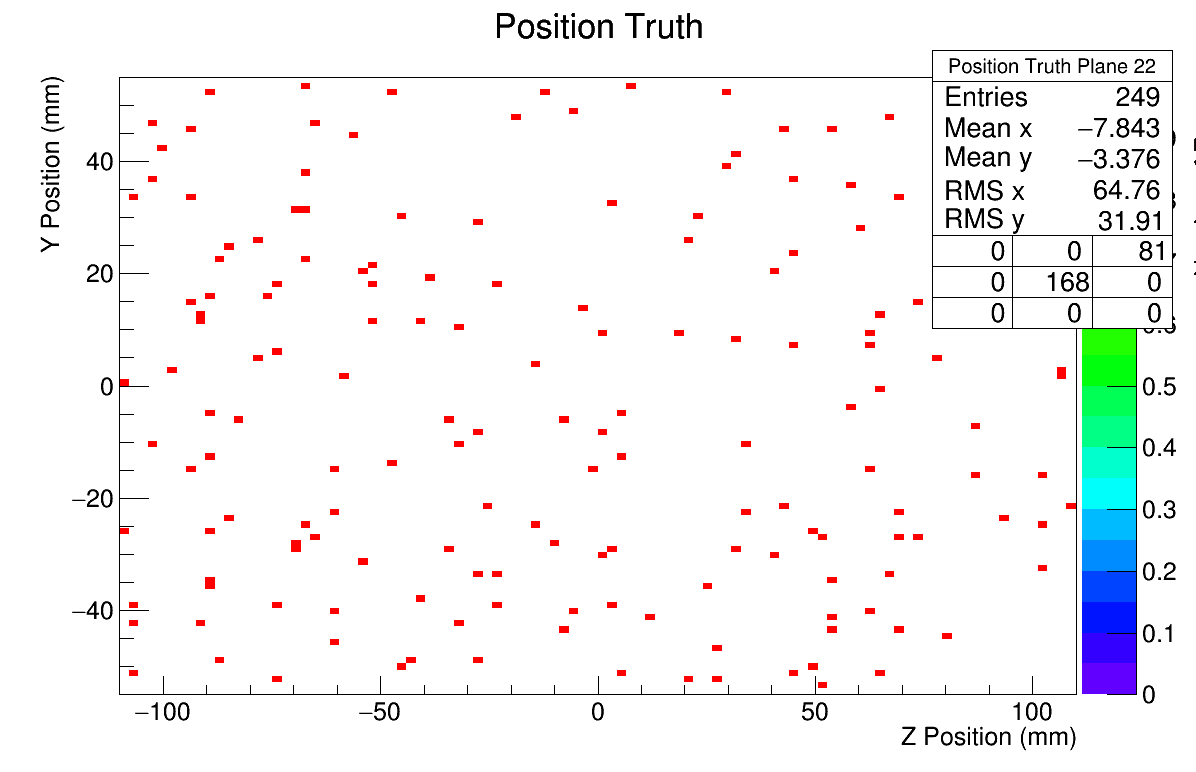 Position Truth
Y Position (mm)
40
20
0
−20
−40
−100
−50
0
50
100
Z Position (mm)
Position Truth Plane 22
Entries 249
Mean x −7.843
Mean y −3.376
RMS x 64.76
RMS y 31.91
0 0 81
0 168 0
0 0 0
0.5
0.4
0.3
0.2
0.1
0